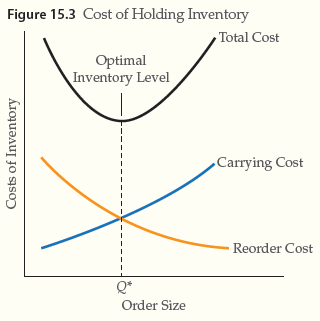 Figure 15.3 Cost of Holding Inventory
Total Cost
Optimal
Inventory Level
Costs of Inventory
Carrying Cost
Reorder Cost
Q*
Order Size